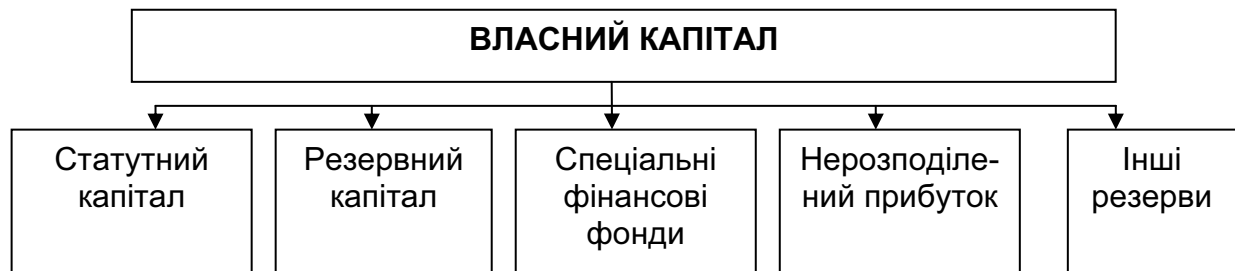 ВЛАСНИЙ КАПІТАЛ
Статутний
капітал
Резервний
капітал
Спеціальні
фінансові
фонди
Нерозподіле-
ний прибуток
Інші
резерви